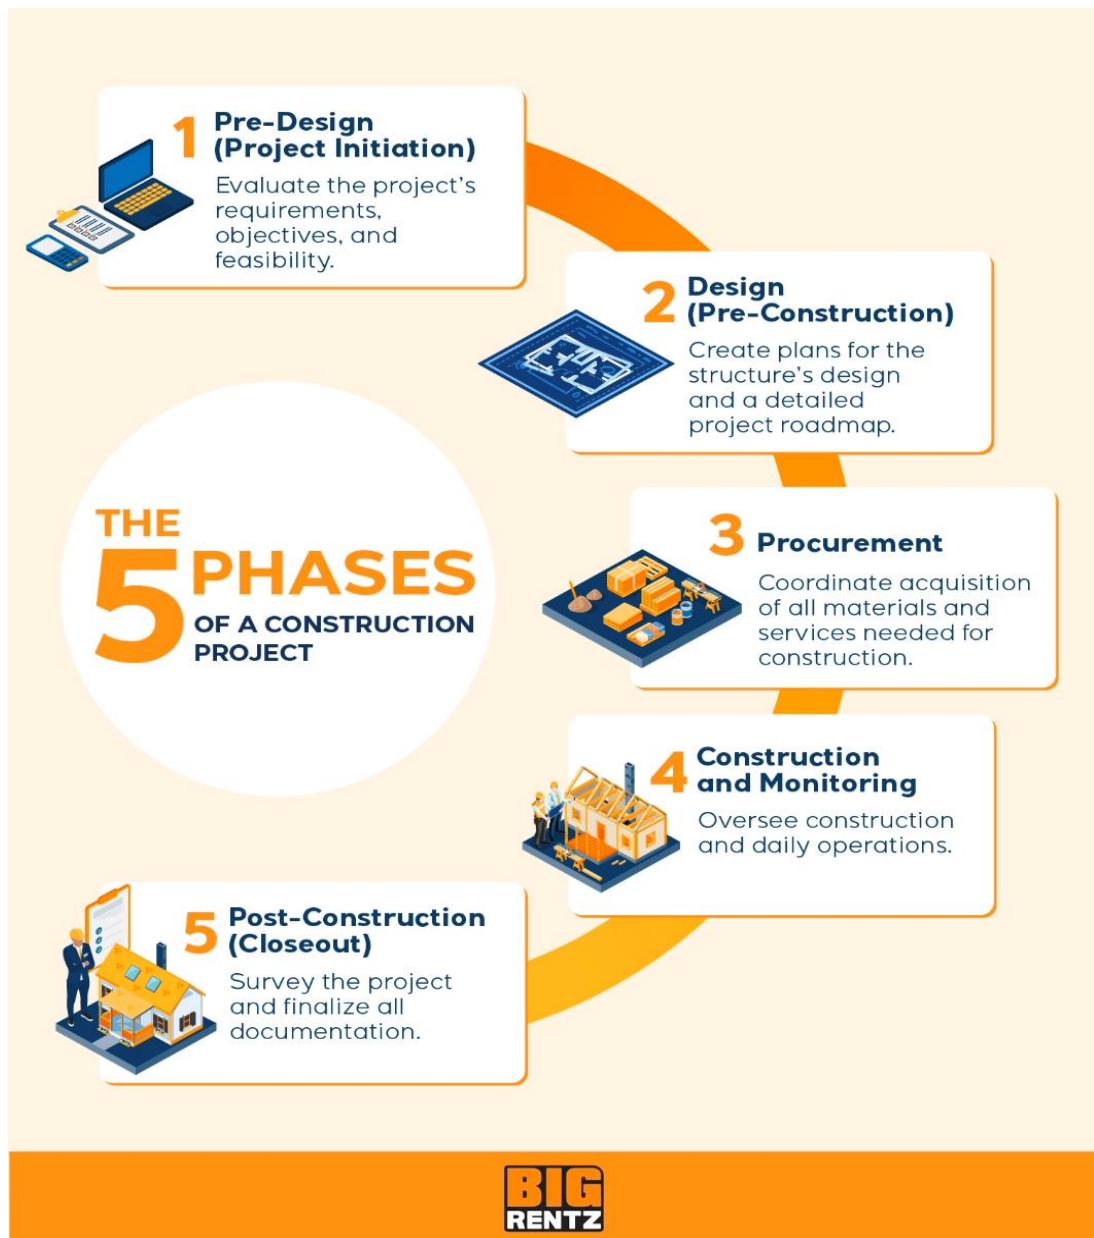 1
Pre-Design
(Project Initiation)
Evaluate the project's
requirements,
objectives, and
feasibility.
2
Design
(Pre-Construction)
Create plans for the
structure's design
and a detailed
project roadmap.
THE
5 PHASES
OF A CONSTRUCTION
PROJECT
3
Procurement
Coordinate acquisition
of all materials and
services needed for
construction.
4
Construction
and Monitoring
Oversee construction
and daily operations.
5
Post-Construction
(Closeout)
Survey the project
and finalize all
documentation.
BIG
RENTZ